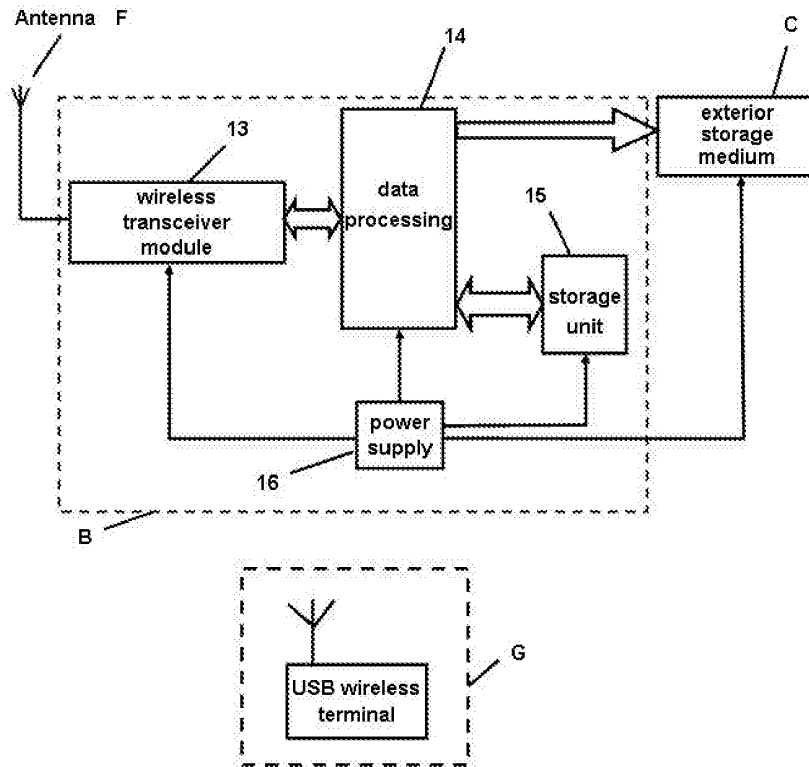 Antenna F
C
14
exterior
storage
medium
13
wireless
transceiver
module
data
processing
15
storage
unit
power
supply
16
B
G
USB wireless
terminal